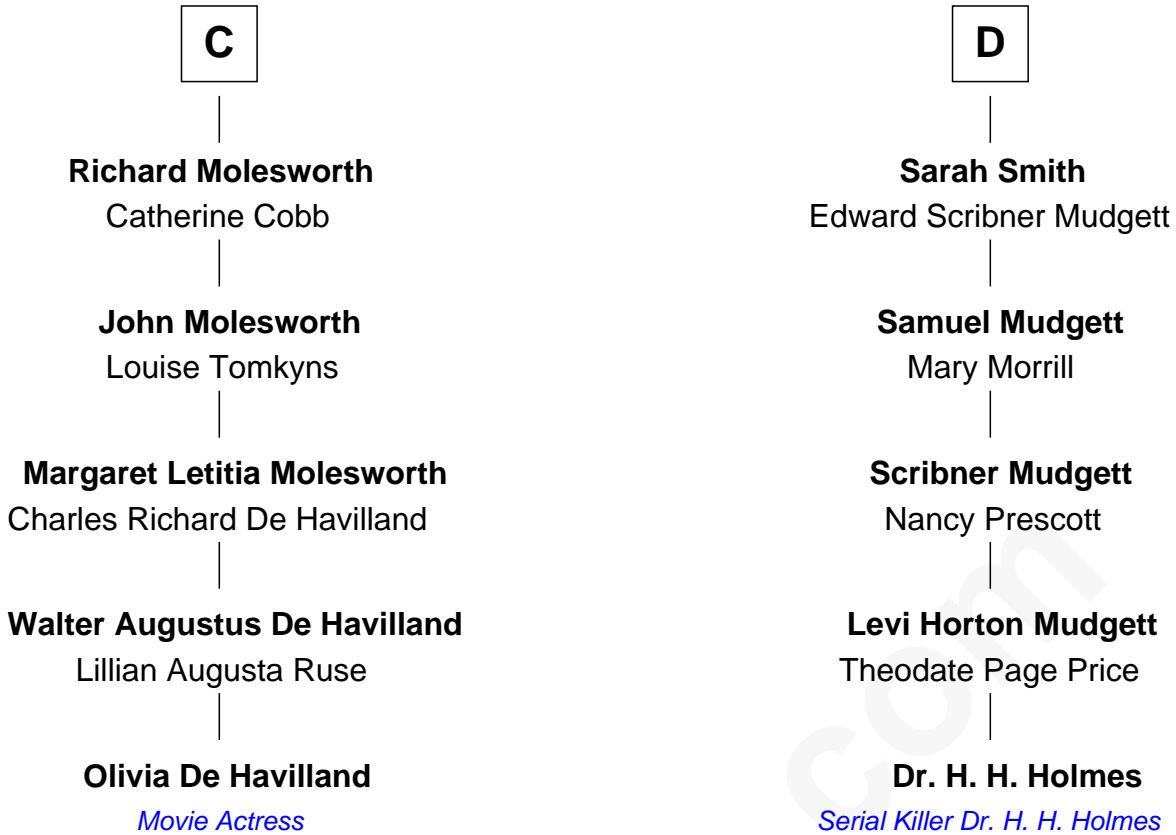 C
Richard Molesworth
Catherine Cobb
John Molesworth
Louise Tomkyns
Margaret Letitia Molesworth
Charles Richard De Havilland
Walter Augustus De Havilland
Lillian Augusta Ruse
Olivia De Havilland
Movie Actress
D
Sarah Smith
Edward Scribner Mudgett
Samuel Mudgett
Mary Morrill
Scribner Mudgett
Nancy Prescott
Levi Horton Mudgett
Theodate Page Price
Dr. H. H. Holmes
Serial Killer Dr. H. H. Holmes
com